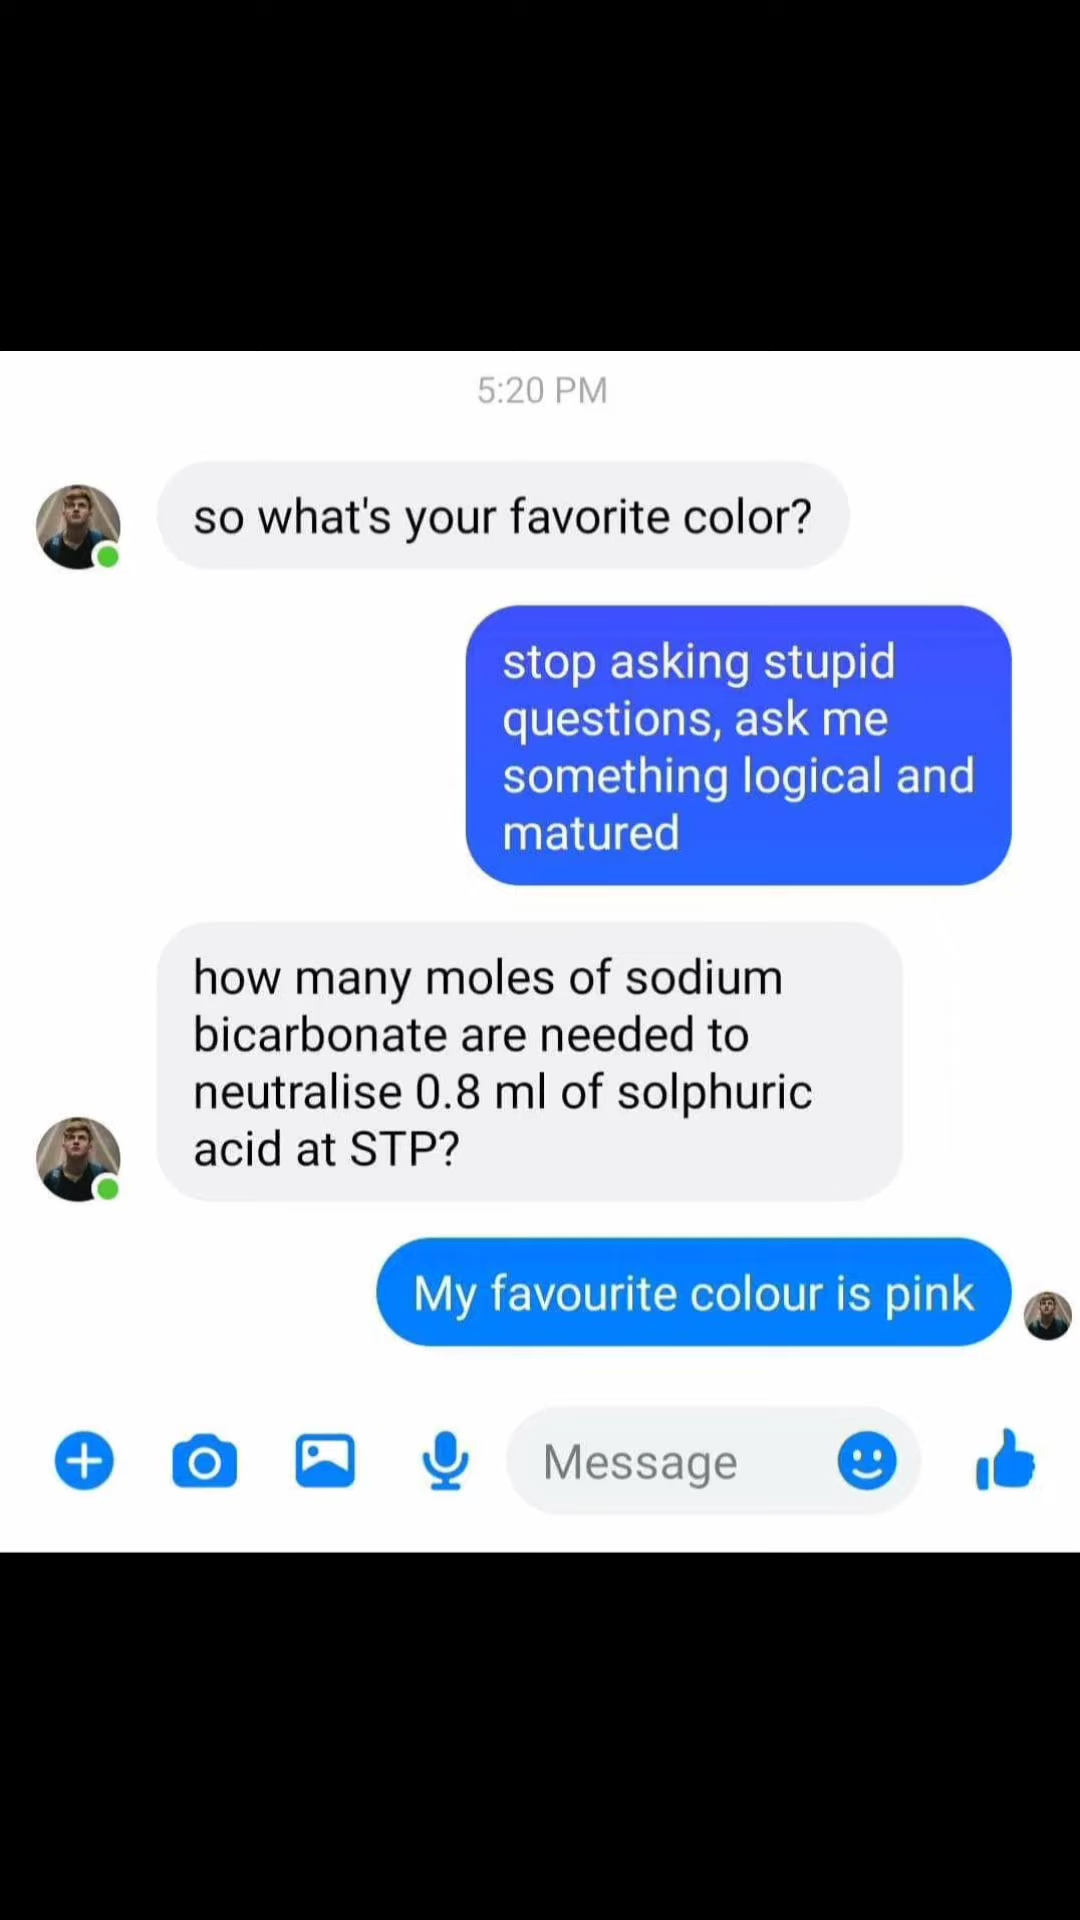 5:20 PM
so what's your favorite color?
stop asking stupid
questions, ask me
something logical and
matured
how many moles of sodium
bicarbonate are needed to
neutralise 0.8 ml of solphuric
acid at STP?
My favourite colour is pink
Message